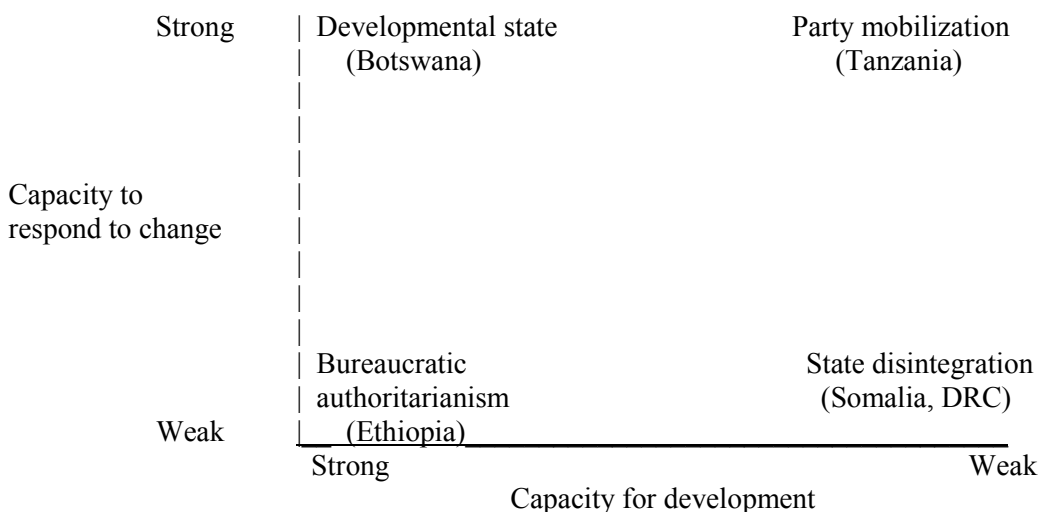 Strong | Developmental state Party mobilization
| (Botswana) (Tanzania)
|
|
|
|
Capacity to |
respond to change |
|
|
|
| Bureaucratic State disintegration
| authoritarianism (Somalia, DRC)
Weak |__(Ethiopia)
Strong Weak
Capacity for development